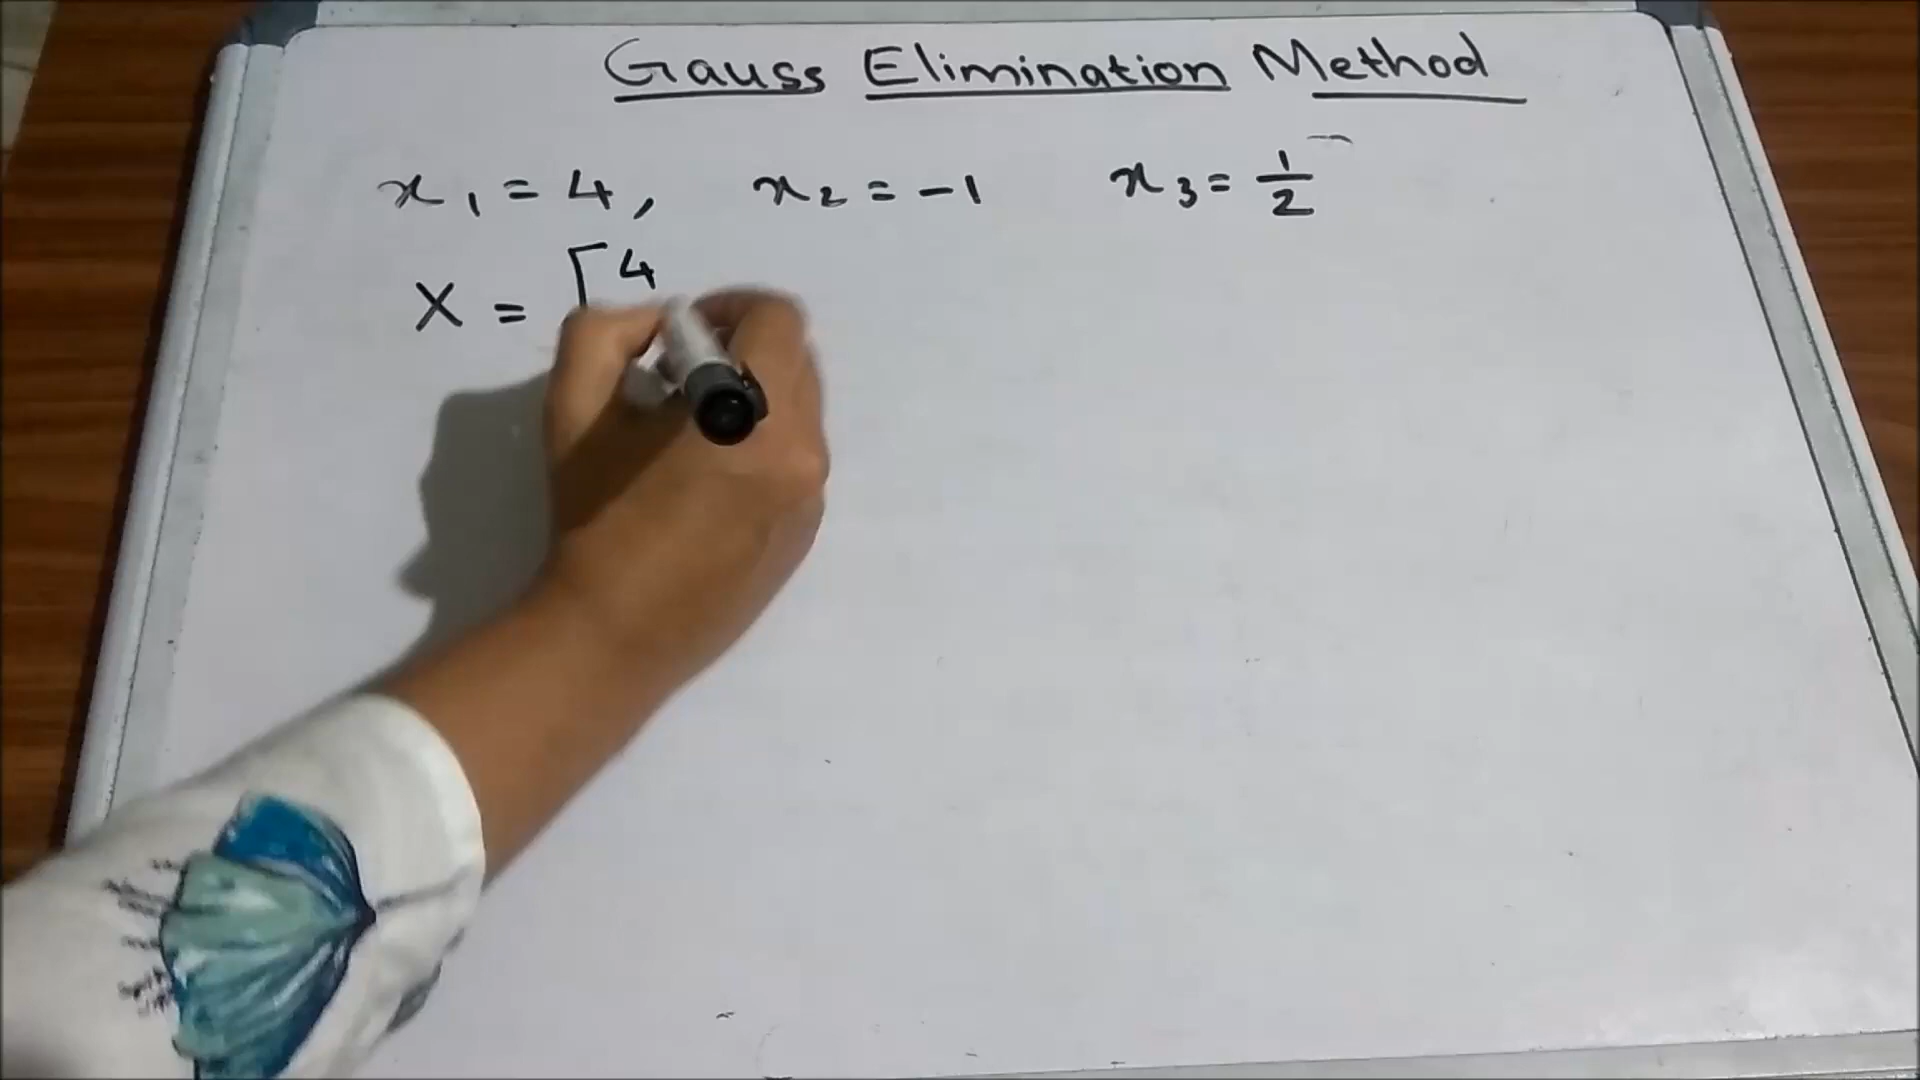 Gauss Elimination Method
x₁ = 4, x₂ = -1 x₃ = 1/2
X = [4